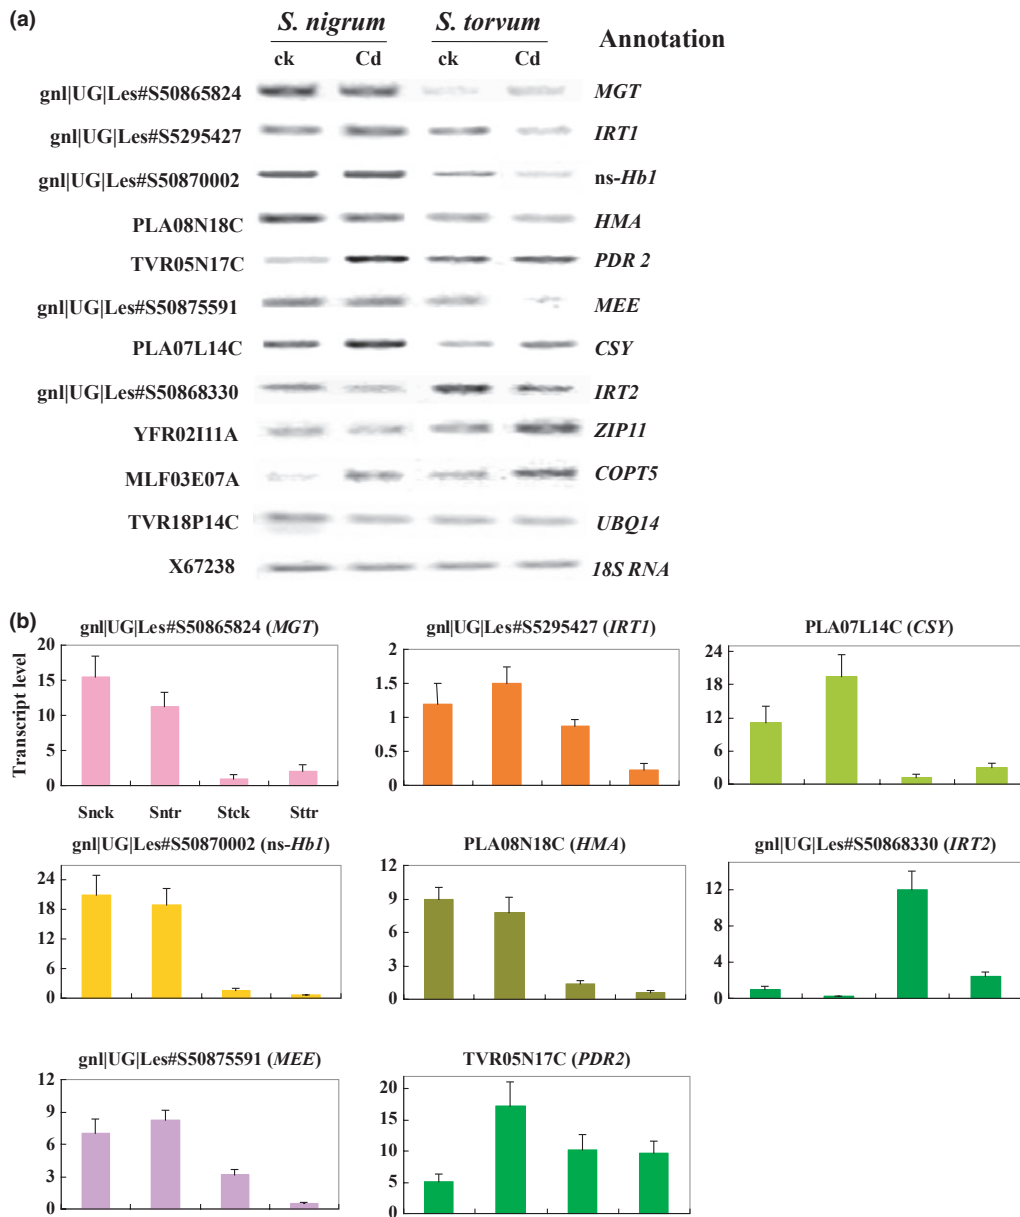 (a)
S. nigrum S. torvum Annotation
ck Cd ck Cd
gnl|UG|Les#S50865824 MGT
gnl|UG|Les#S5295427 IRT1
gnl|UG|Les#S50870002 ns-Hb1
PLA08N18C HMA
TVR05N17C PDR 2
gnl|UG|Les#S50875591 MEE
PLA07L14C CSY
gnl|UG|Les#S50868330 IRT2
YFR02I11A ZIP11
MLF03E07A COPT5
TVR18P14C UBQ14
X67238 18S RNA
(b)
gnl|UG|Les#S50865824 (MGT)
Transcript level
20
15
10
5
0
Snck Sntr Stck Sttr
gnl|UG|Les#S5295427 (IRT1)
2
1.5
1
0.5
0
PLA07L14C (CSY)
24
18
12
6
0
gnl|UG|Les#S50870002 (ns-Hb1)
24
18
12
6
0
PLA08N18C (HMA)
12
9
6
3
0
gnl|UG|Les#S50868330 (IRT2)
12
8
4
0
gnl|UG|Les#S50875591 (MEE)
12
9
6
3
0
TVR05N17C (PDR2)
20
15
10
5
0